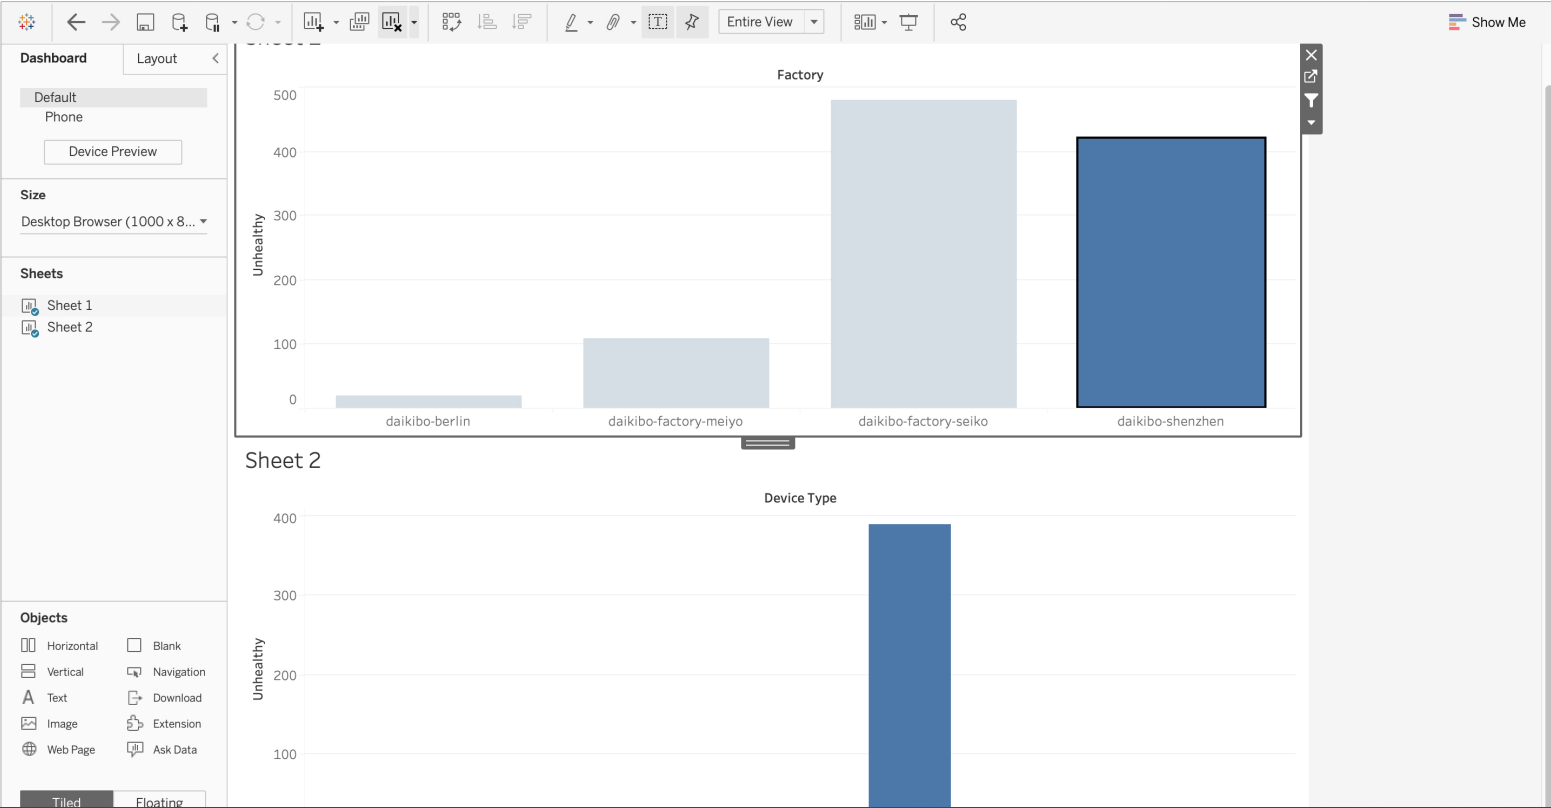 Entire View
Show Me
Dashboard
Layout
Default
Phone
Device Preview
Size
Desktop Browser (1000 x 8...
Sheets
Sheet 1
Sheet 2
Objects
Horizontal
Blank
Vertical
Navigation
A Text
Download
Image
Extension
Web Page
Ask Data
Tiled
Floating
Factory
Unhealthy
500
400
300
200
100
0
daikibo-berlin
daikibo-factory-meiyo
daikibo-factory-seiko
daikibo-shenzhen
Sheet 2
Device Type
Unhealthy
400
300
200
100